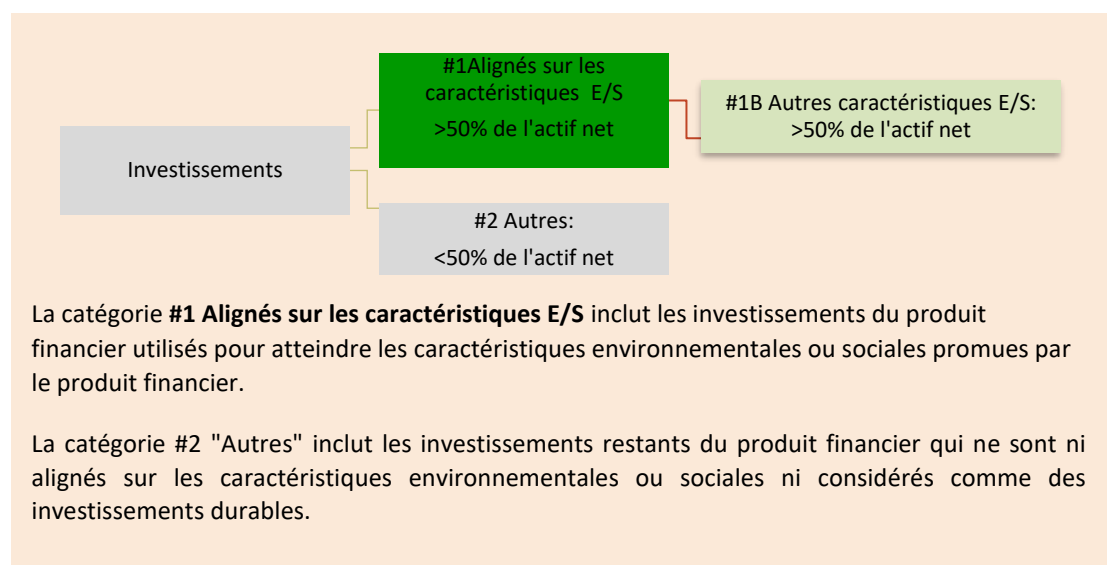 #1Alignés sur les
caractéristiques E/S
>50% de l'actif net
#1B Autres caractéristiques E/S:
>50% de l'actif net
Investissements
#2 Autres:
<50% de l'actif net
La catégorie #1 Alignés sur les caractéristiques E/S inclut les investissements du produit
financier utilisés pour atteindre les caractéristiques environnementales ou sociales promues par
le produit financier.
La catégorie #2 "Autres" inclut les investissements restants du produit financier qui ne sont ni
alignés sur les caractéristiques environnementales ou sociales ni considérés comme des
investissements durables.